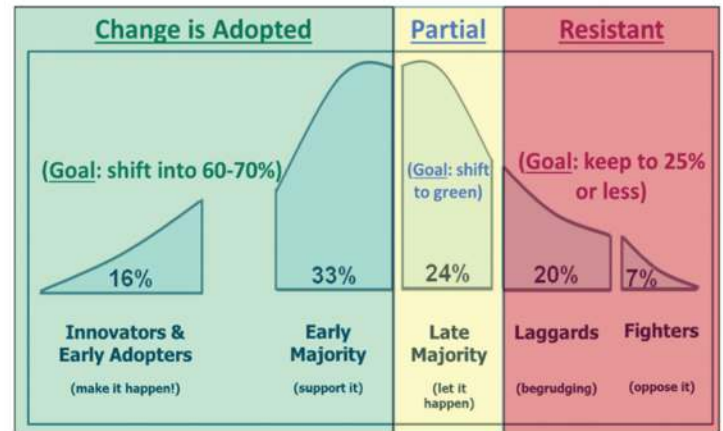 Change is Adopted
Partial
Resistant
(Goal: shift into 60-70%)
(Goal: shift
to green)
(Goal: keep to 25%
or less)
16%
33%
24%
20%
7%
Innovators &
Early Adopters
(make it happen!)
Early
Majority
(support it)
Late
Majority
(let it
happen)
Laggards
(begrudging)
Fighters
(oppose it)